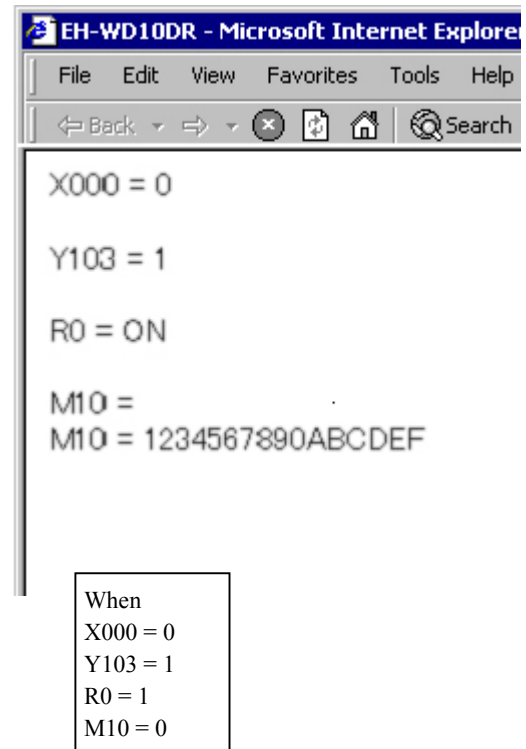 EH-WD10DR - Microsoft Internet Explorer
File Edit View Favorites Tools Help
Back Search
X000 = 0
Y103 = 1
R0 = ON
M10 =
M10 = 1234567890ABCDEF
When
X000 = 0
Y103 = 1
R0 = 1
M10 = 0